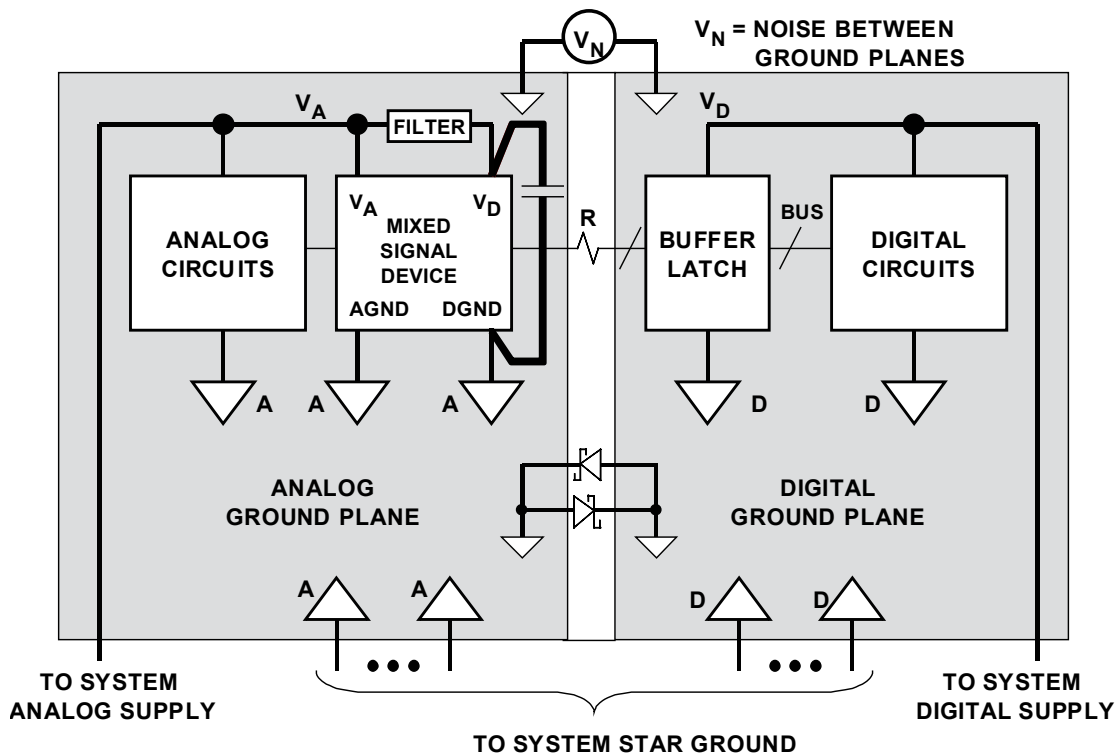 V_N
V_N = NOISE BETWEEN
GROUND PLANES
V_A
FILTER
V_D
ANALOG
CIRCUITS
V_A
V_D
MIXED
SIGNAL
DEVICE
AGND
DGND
R
BUFFER
LATCH
BUS
DIGITAL
CIRCUITS
A
A
A
D
D
ANALOG
GROUND PLANE
DIGITAL
GROUND PLANE
A
A
D
D
TO SYSTEM
ANALOG SUPPLY
TO SYSTEM
DIGITAL SUPPLY
TO SYSTEM STAR GROUND